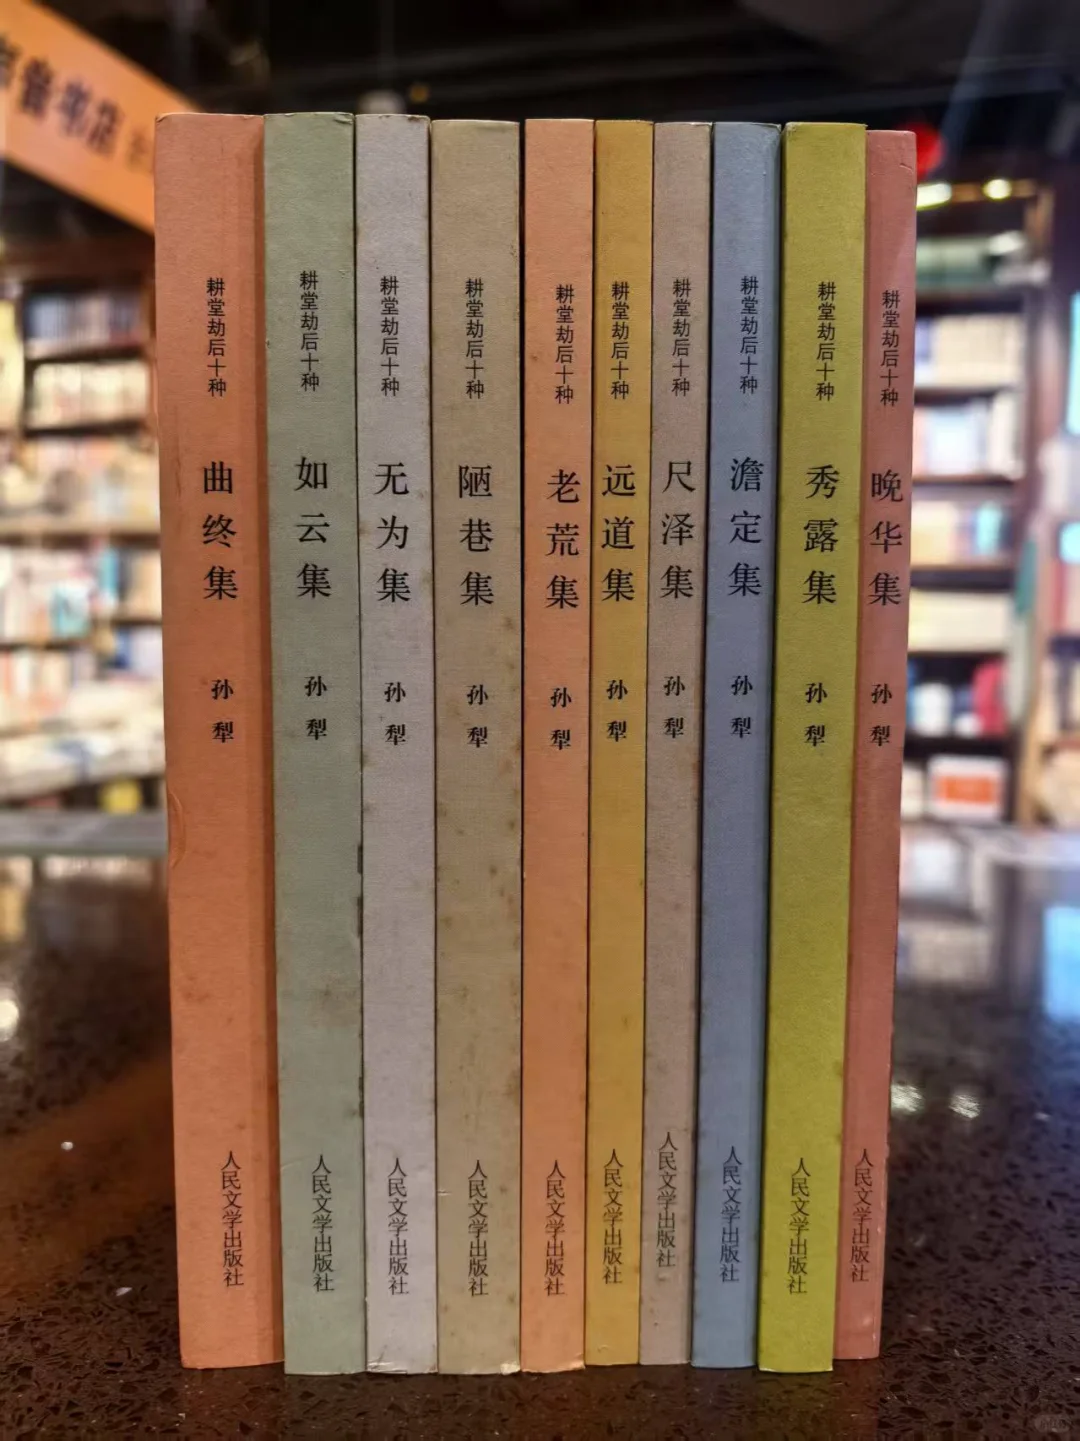 音书店
耕堂劫后十种
曲终集
孙犁
人民文学出版社
耕堂劫后十种
如云集
孙犁
人民文学出版社
耕堂劫后十种
无为集
孙犁
人民文学出版社
耕堂劫后十种
陋巷集
孙犁
人民文学出版社
耕堂劫后十种
老荒集
孙犁
人民文学出版社
耕堂劫后十种
远道集
孙犁
人民文学出版社
耕堂劫后十种
尺泽集
孙犁
人民文学出版社
耕堂劫后十种
澹定集
孙犁
人民文学出版社
耕堂劫后十种
秀露集
孙犁
人民文学出版社
耕堂劫后十种
晚华集
孙犁
人民文学出版社